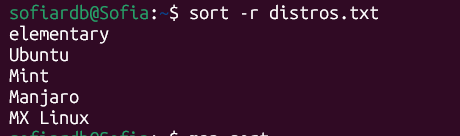 sofiardb@Sofia:~$ sort -r distros.txt
elementary
Ubuntu
Mint
Manjaro
MX Linux